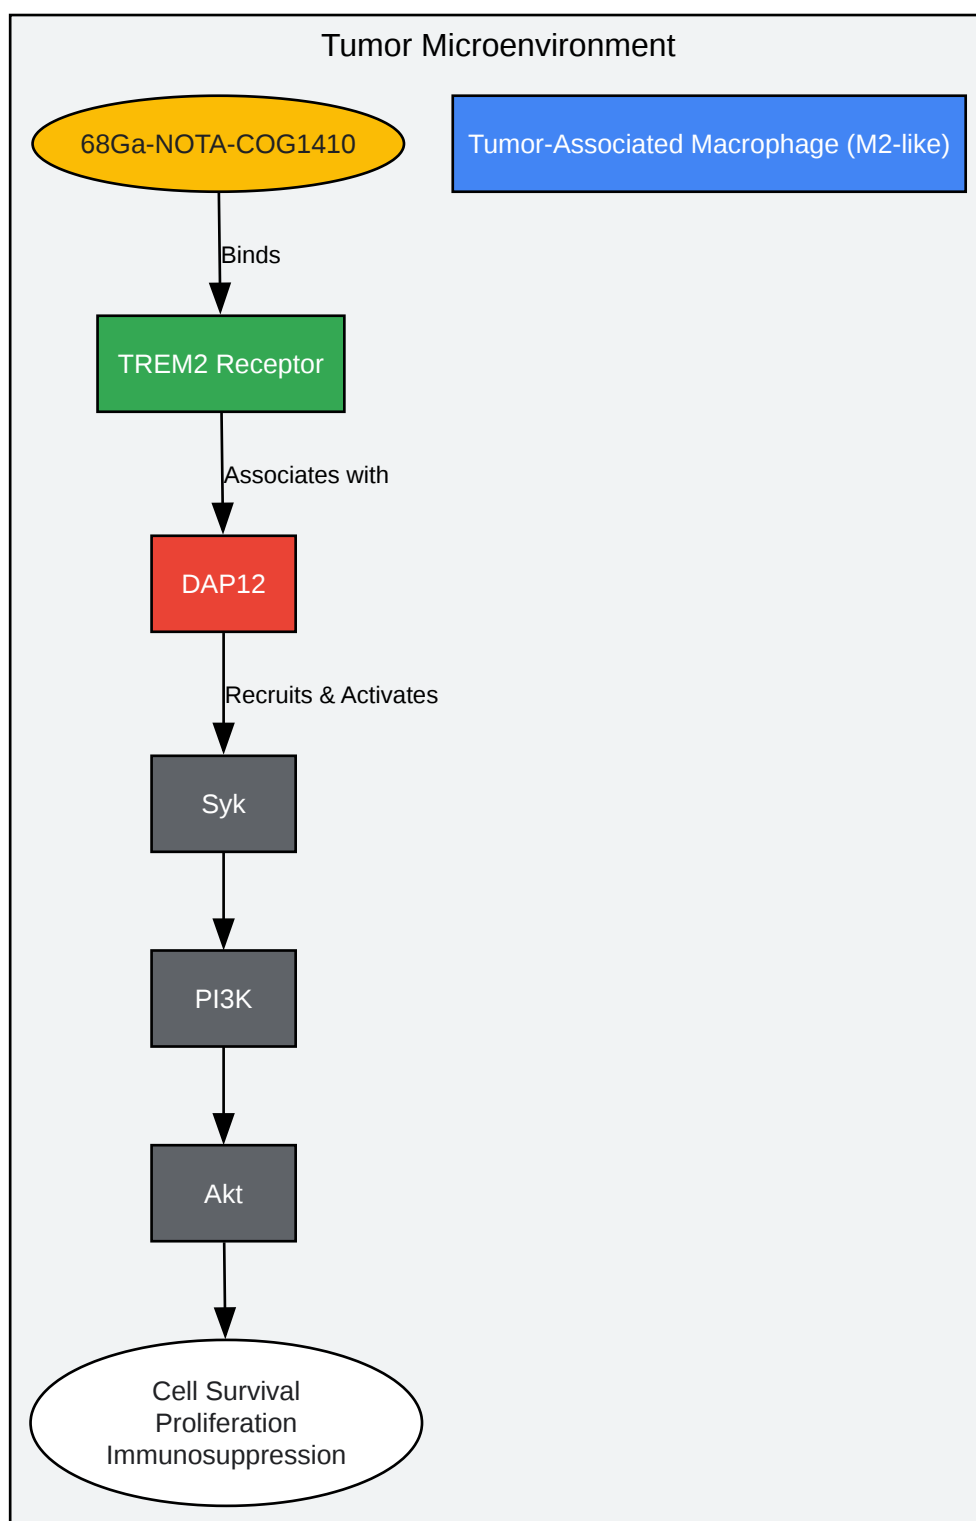 Tumor Microenvironment
68Ga-NOTA-COG1410
Tumor-Associated Macrophage (M2-like)
Binds
TREM2 Receptor
Associates with
DAP12
Recruits & Activates
Syk
PI3K
Akt
Cell Survival
Proliferation
Immunosuppression